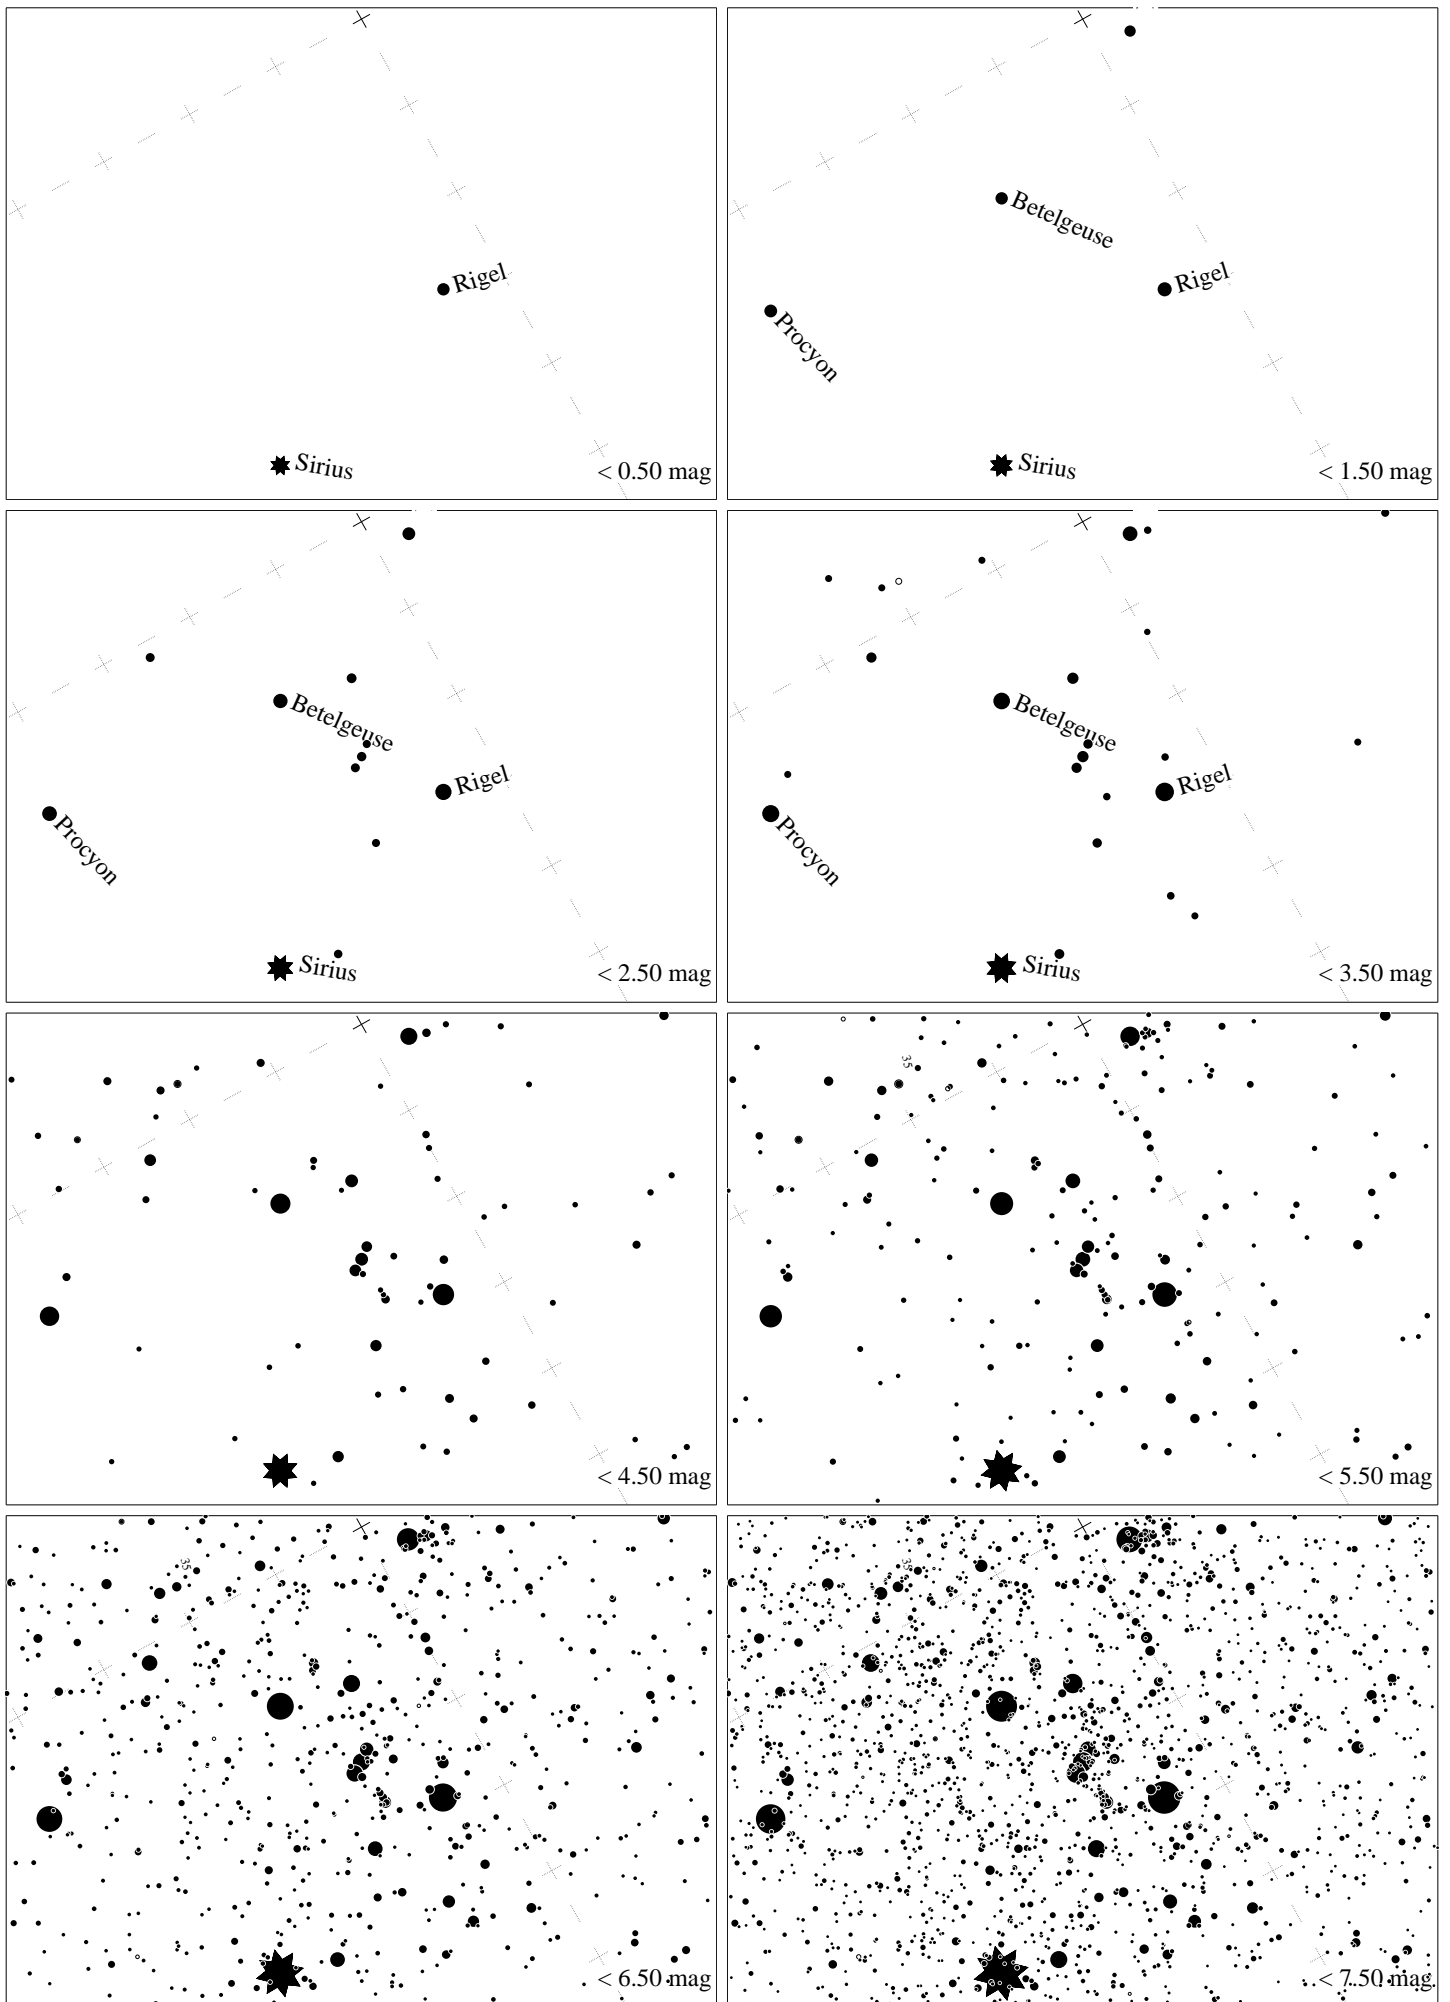 Rigel
Sirius
< 0.50 mag
Betelgeuse
Rigel
Procyon
Sirius
< 1.50 mag
Betelgeuse
Rigel
Procyon
Sirius
< 2.50 mag
Betelgeuse
Rigel
Procyon
Sirius
< 3.50 mag
< 4.50 mag
35
< 5.50 mag
35
< 6.50 mag
35
< 7.50 mag